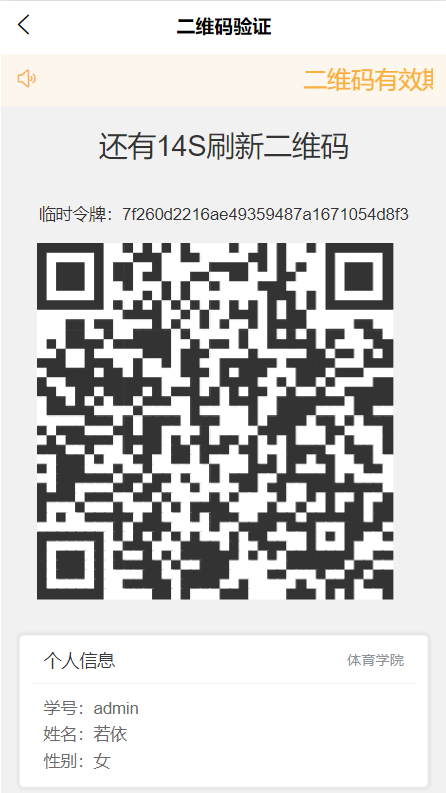 二维码验证
二维码有效期
还有14S刷新二维码
临时令牌：7f260d2216ae49359487a1671054d8f3
个人信息
体育学院
学号：admin
姓名：若依
性别：女